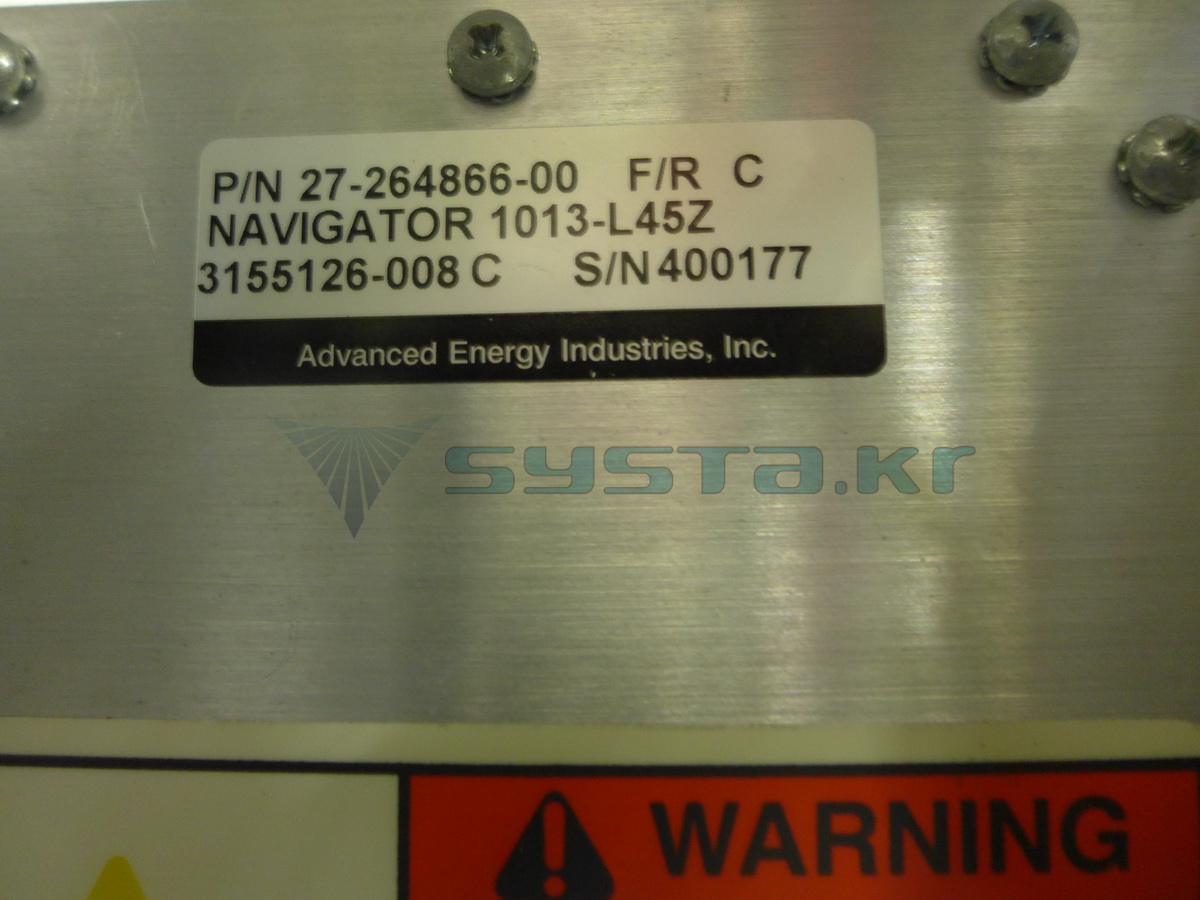 P/N 27-264866-00 F/R C
NAVIGATOR 1013-L45Z
3155126-008 C S/N 400177
Advanced Energy Industries, Inc.
systa.kr
WARNING